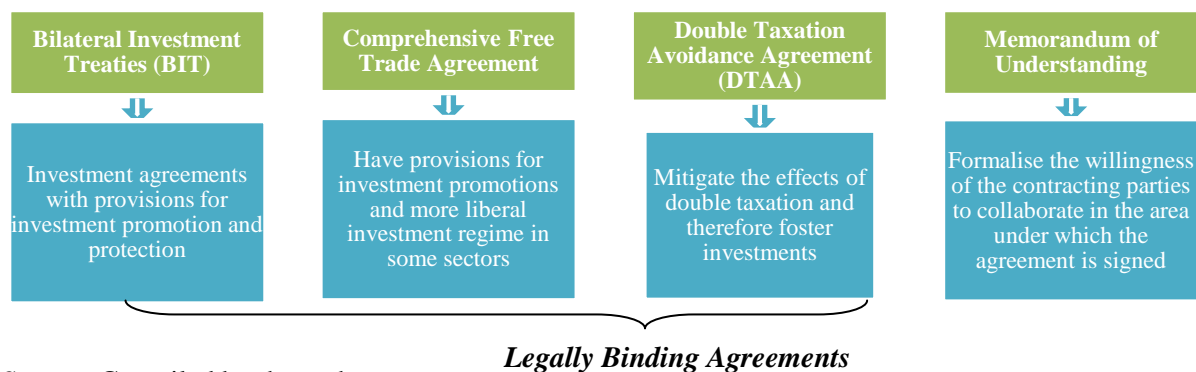 Bilateral Investment
Treaties (BIT)
Investment agreements
with provisions for
investment promotion and
protection
Comprehensive Free
Trade Agreement
Have provisions for
investment promotions
and more liberal
investment regime in
some sectors
Double Taxation
Avoidance Agreement
(DTAA)
Mitigate the effects of
double taxation and
therefore foster
investments
Memorandum of
Understanding
Formalise the willingness
of the contracting parties
to collaborate in the area
under which the
agreement is signed
Legally Binding Agreements